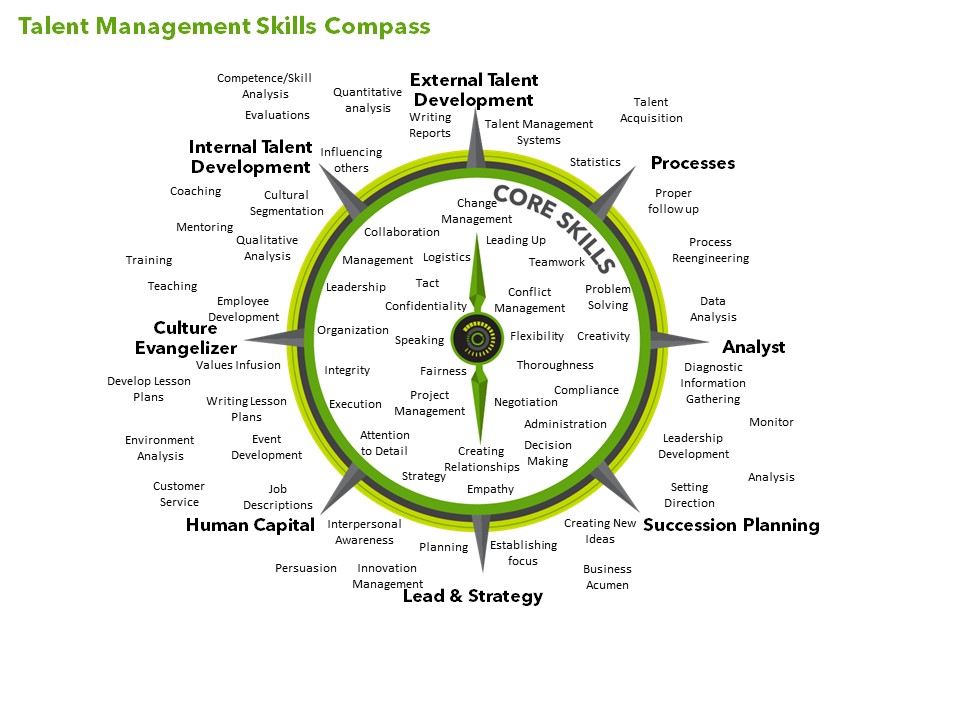 Talent Management Skills Compass
External Talent
Development
Competence/Skill
Analysis
Quantitative
analysis
Evaluations
Writing
Reports
Talent Management
Systems
Talent
Acquisition
Internal Talent
Development
Influencing
others
Statistics
Processes
Coaching
Cultural
Segmentation
Proper
follow up
Mentoring
Qualitative
Analysis
Process
Reengineering
Training
Teaching
Employee
Development
Data
Analysis
Culture
Evangelizer
Analyst
Values Infusion
Diagnostic
Information
Gathering
Develop Lesson
Plans
Writing Lesson
Plans
Monitor
Environment
Analysis
Event
Development
Leadership
Development
Customer
Service
Job
Descriptions
Setting
Direction
Analysis
Human Capital
Succession Planning
Interpersonal
Awareness
Creating New
Ideas
Planning
Establishing
focus
Persuasion
Innovation
Management
Business
Acumen
Lead & Strategy
CORE SKILLS
Change
Management
Collaboration
Leading Up
Management
Logistics
Teamwork
Leadership
Tact
Conflict
Management
Problem
Solving
Confidentiality
Organization
Speaking
Flexibility
Creativity
Integrity
Fairness
Thoroughness
Execution
Project
Management
Negotiation
Compliance
Administration
Attention
to Detail
Creating
Relationships
Decision
Making
Strategy
Empathy